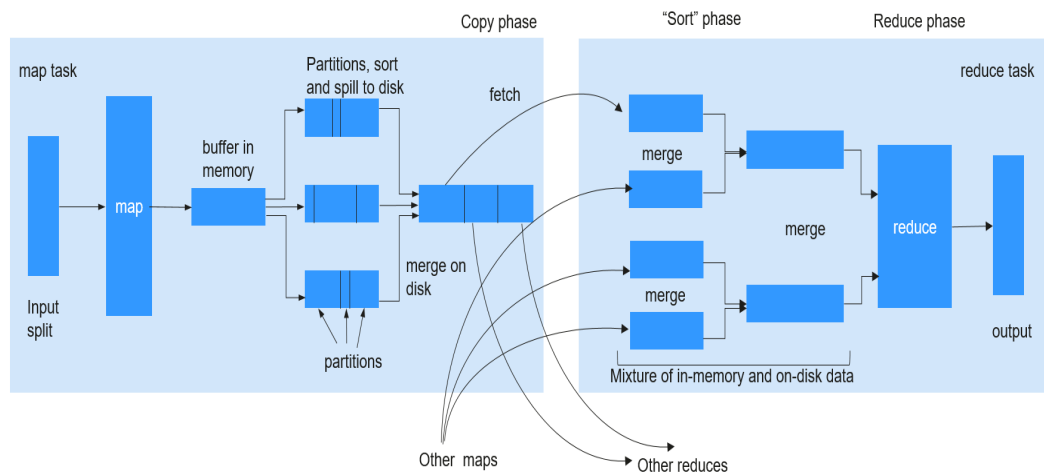 Copy phase
“Sort” phase
Reduce phase
map task
Partitions, sort
and spill to disk
fetch
reduce task
buffer in
memory
merge
map
merge
reduce
merge on
disk
merge
Input
split
output
partitions
Mixture of in-memory and on-disk data
Other maps
Other reduces